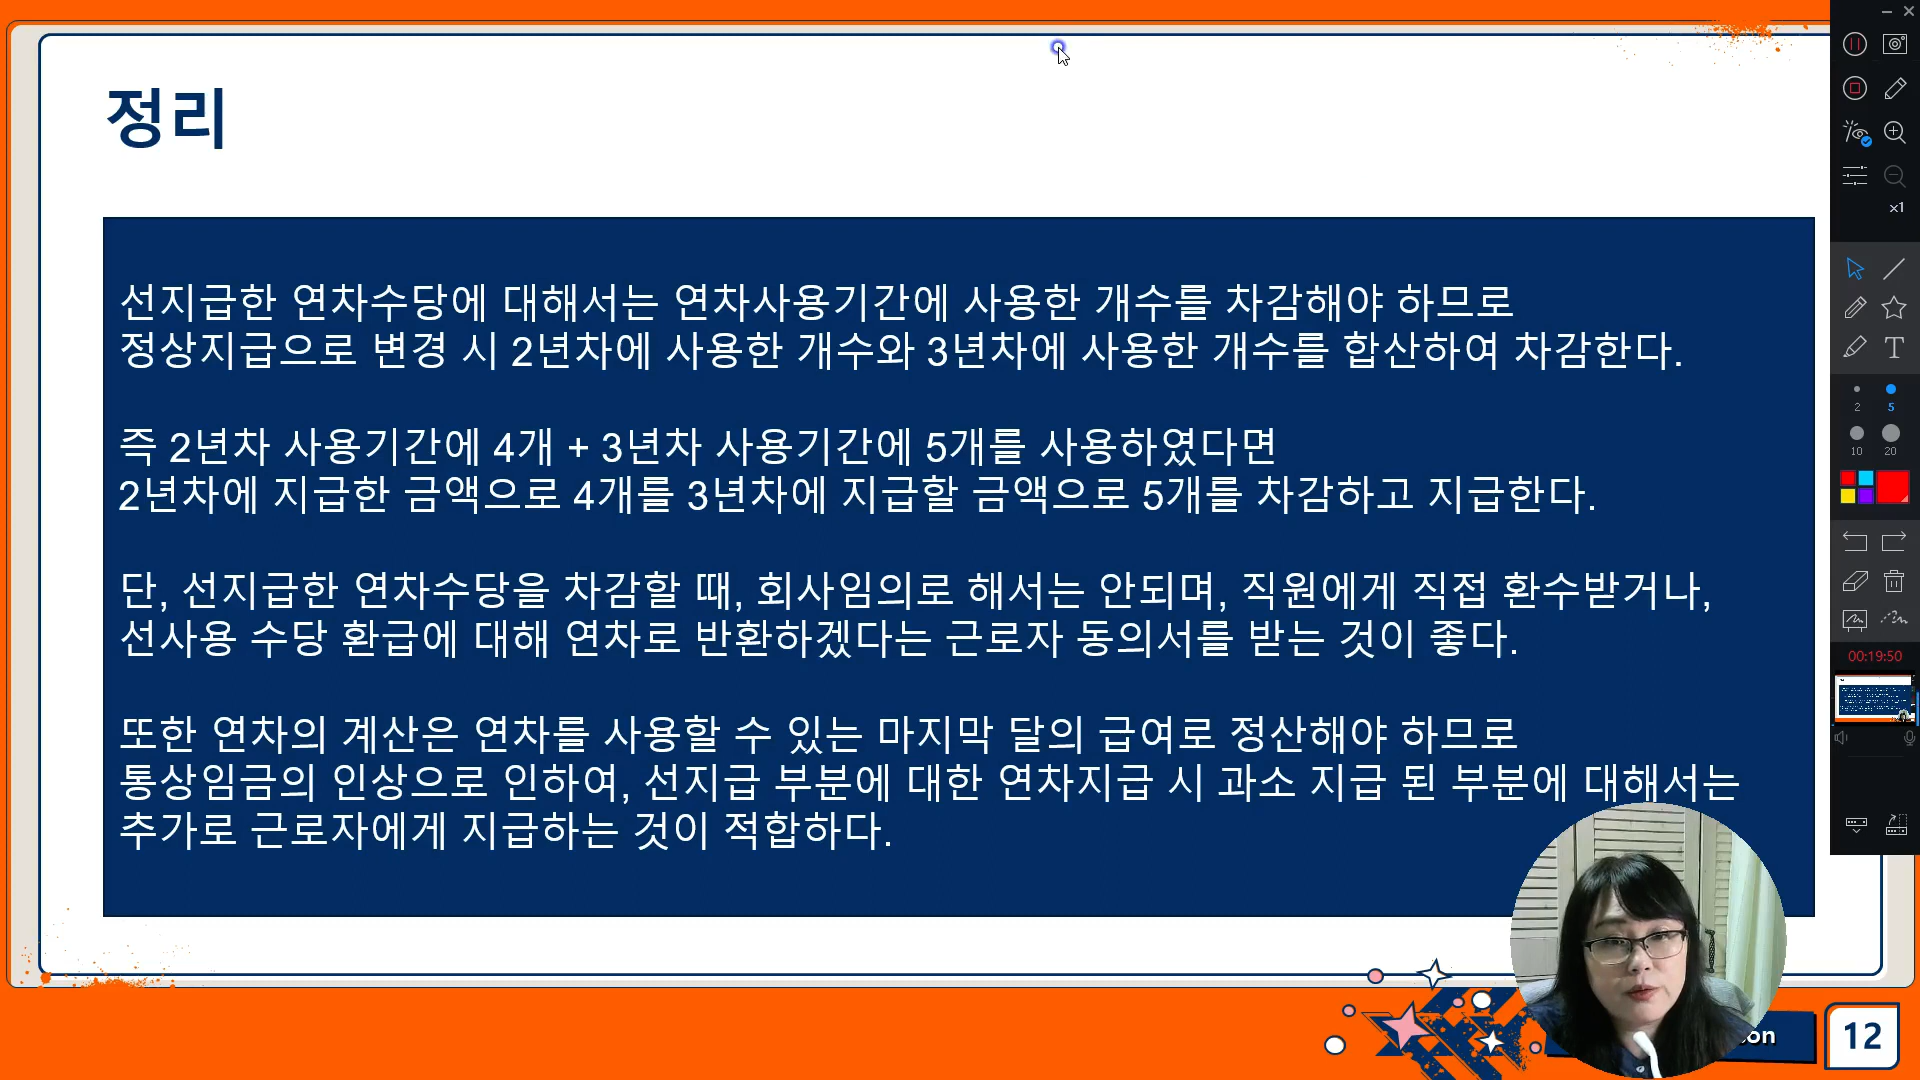 정리
선지급한 연차수당에 대해서는 연차사용기간에 사용한 개수를 차감해야 하므로
정상지급으로 변경 시 2년차에 사용한 개수와 3년차에 사용한 개수를 합산하여 차감한다.
즉 2년차 사용기간에 4개 + 3년차 사용기간에 5개를 사용하였다면
2년차에 지급한 금액으로 4개를 3년차에 지급할 금액으로 5개를 차감하고 지급한다.
단, 선지급한 연차수당을 차감할 때, 회사임의로 해서는 안되며, 직원에게 직접 환수받거나,
선사용 수당 환급에 대해 연차로 반환하겠다는 근로자 동의서를 받는 것이 좋다.
또한 연차의 계산은 연차를 사용할 수 있는 마지막 달의 급여로 정산해야 하므로
통상임금의 인상으로 인하여, 선지급 부분에 대한 연차지급 시 과소 지급 된 부분에 대해서는
추가로 근로자에게 지급하는 것이 적합하다.
12
x1
T
2 5
10 20
00:19:50